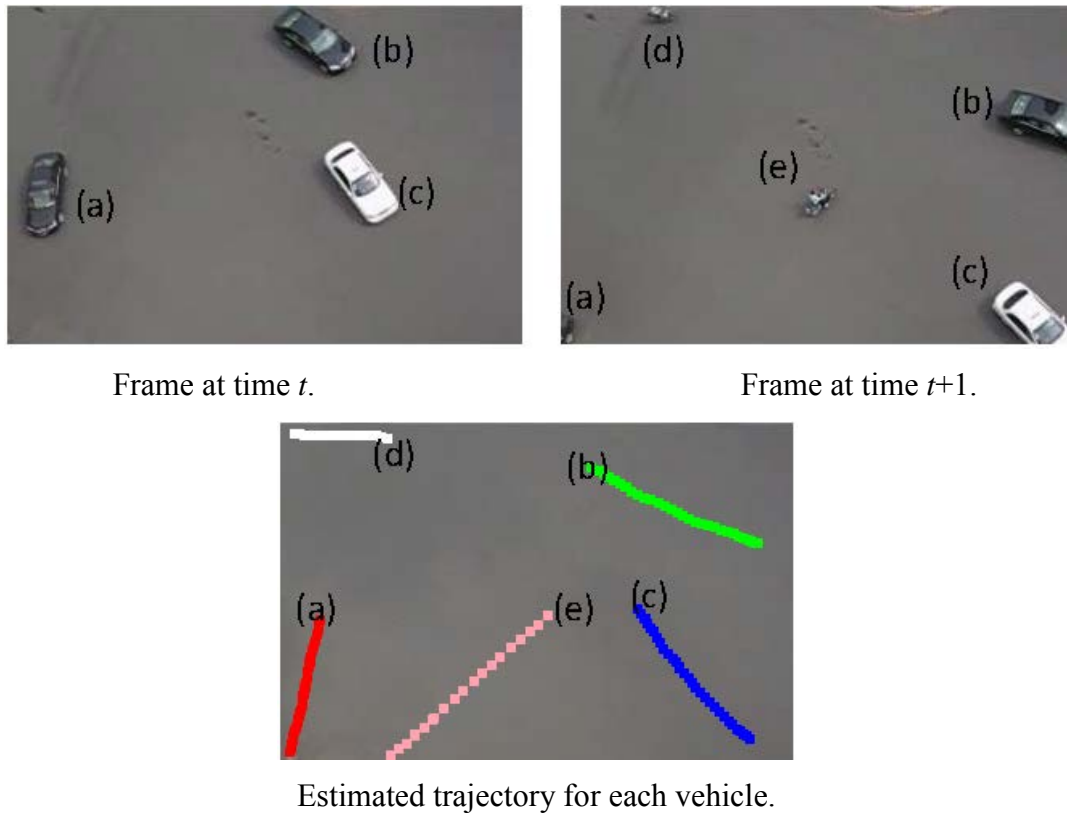 (b)
(a)
(c)
(d)
(b)
(e)
(c)
(a)
Frame at time t.
Frame at time t+1.
(d)
(b)
(a)
(e)
(c)
Estimated trajectory for each vehicle.